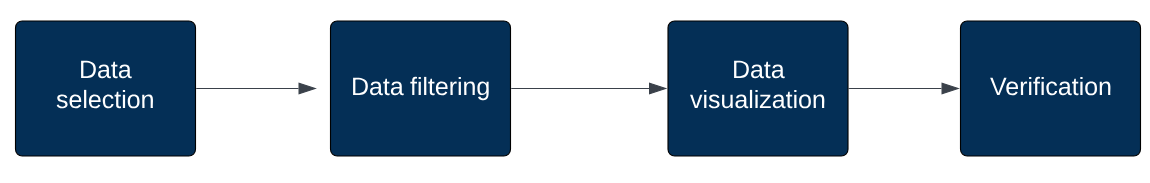 Data
selection
Data filtering
Data
visualization
Verification